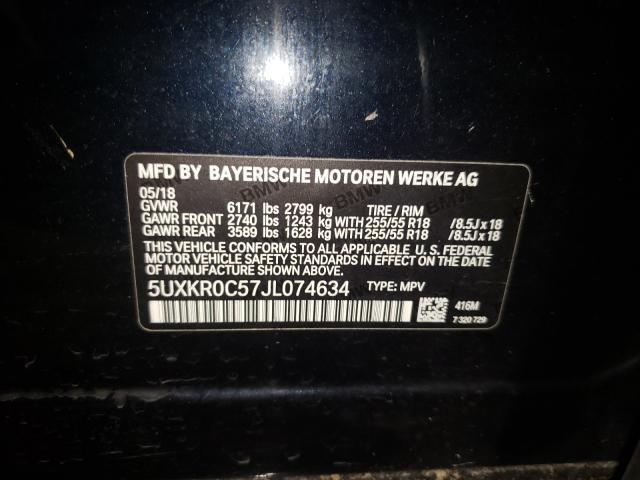 MFD BY BAYERISCHE MOTOREN WERKE AG
05/18
GVWR 6171 lbs 2799 kg TIRE / RIM
GAWR FRONT 2740 lbs 1243 kg WITH 255/55 R18 /8.5J x 18
GAWR REAR 3589 lbs 1628 kg WITH 255/55 R18 /8.5J x 18
THIS VEHICLE CONFORMS TO ALL APPLICABLE U. S. FEDERAL
MOTOR VEHICLE SAFETY STANDARDS IN EFFECT
ON THE DATE OF MANUFACTURE SHOWN ABOVE.
5UXKR0C57JL074634 TYPE: MPV
416M
7 320 729